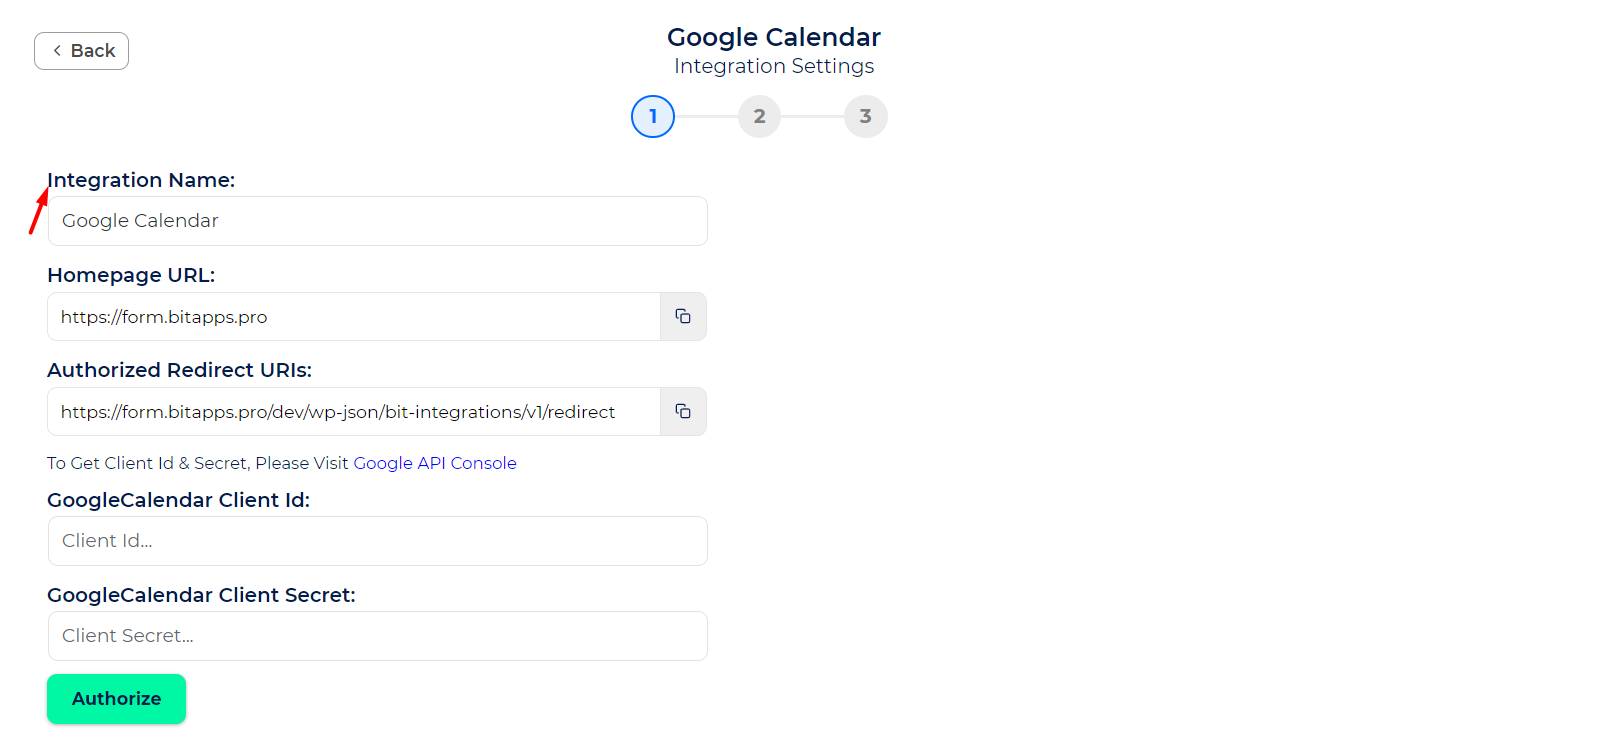 Back
Google Calendar
Integration Settings
1 2 3
Integration Name:
Google Calendar
Homepage URL:
https://form.bitapps.pro
Authorized Redirect URIs:
https://form.bitapps.pro/dev/wp-json/bit-integrations/v1/redirect
To Get Client Id & Secret, Please Visit Google API Console
GoogleCalendar Client Id:
Client Id...
GoogleCalendar Client Secret:
Client Secret...
Authorize